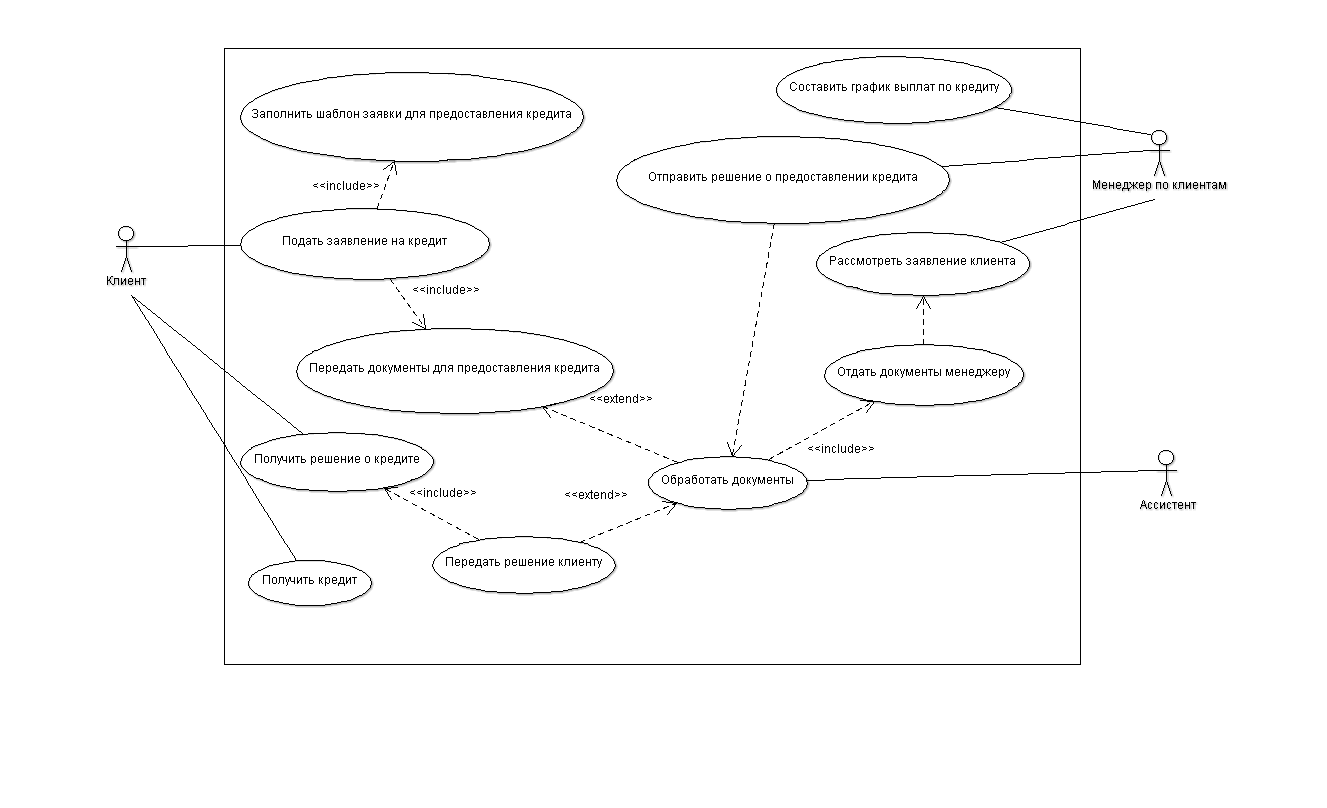 Составить график выплат по кредиту
Заполнить шаблон заявки для предоставления кредита
Отправить решение о предоставлении кредита
Менеджер по клиентам
<<include>>
Подать заявление на кредит
Рассмотреть заявление клиента
Клиент
<<include>>
Передать документы для предоставления кредита
Отдать документы менеджеру
<<extend>>
<<include>>
Получить решение о кредите
Обработать документы
<<include>>
<<extend>>
Ассистент
Передать решение клиенту
Получить кредит